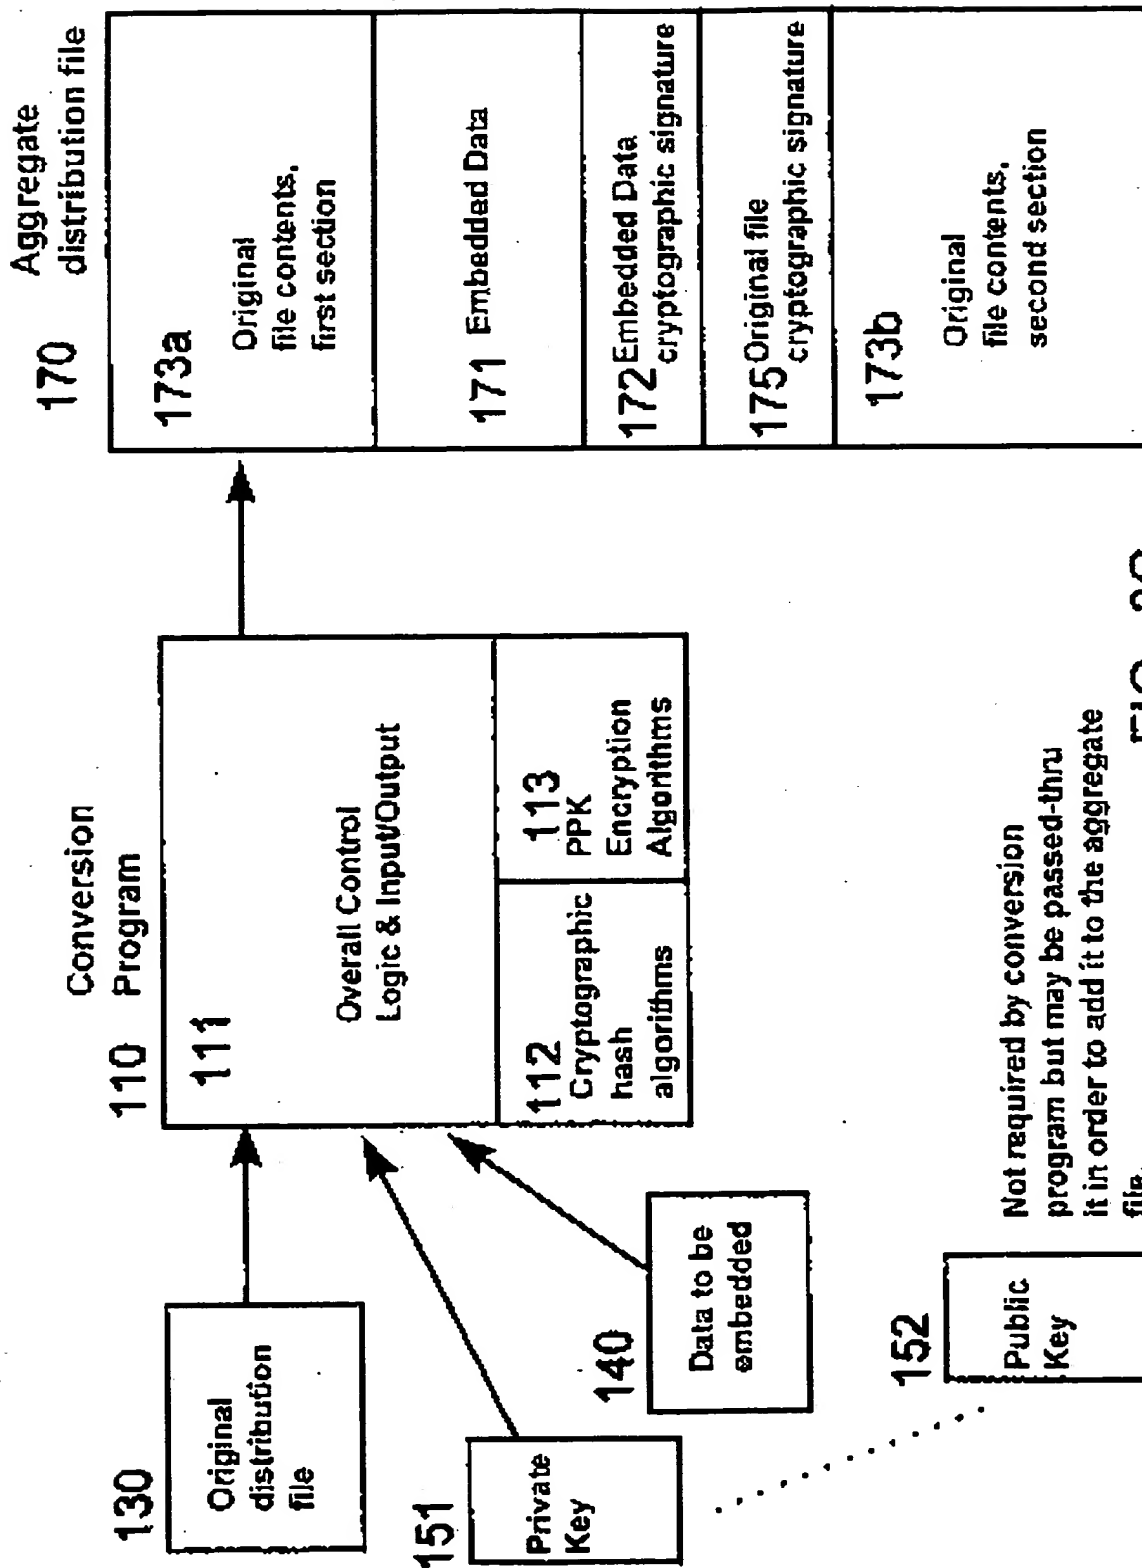 130
Original
distribution
file
151
Private
Key
140
Data to be
embedded
152
Public
Key
Not required by conversion
program but may be passed-thru
it in order to add it to the aggregate
file.
Conversion
110 Program
111
Overall Control
Logic & Input/Output
112
Cryptographic
hash
algorithms
113
PPK
Encryption
Algorithms
Aggregate
170 distribution file
173a
Original
file contents,
first section
171 Embedded Data
172 Embedded Data
cryptographic signature
175 Original file
cryptographic signature
173b
Original
file contents,
second section